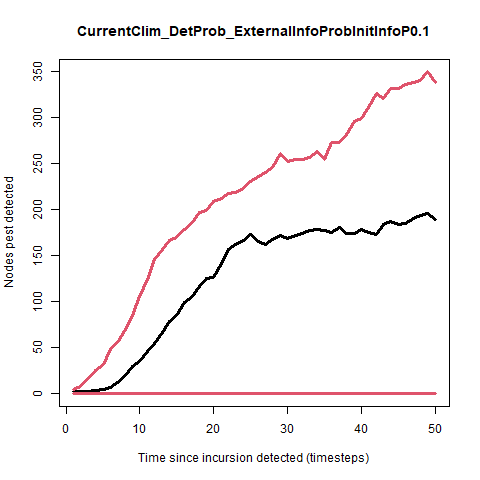 CurrentClim_DetProb_ExternalInfoProbInitInfoP0.1
Nodes pest detected
350
300
250
200
150
100
50
0
0 10 20 30 40 50
Time since incursion detected (timesteps)